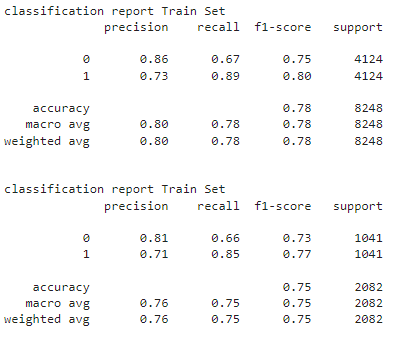 classification report Train Set
precision recall f1-score support
0 0.86 0.67 0.75 4124
1 0.73 0.89 0.80 4124
accuracy 0.78 8248
macro avg 0.80 0.78 0.78 8248
weighted avg 0.80 0.78 0.78 8248
classification report Train Set
precision recall f1-score support
0 0.81 0.66 0.73 1041
1 0.71 0.85 0.77 1041
accuracy 0.75 2082
macro avg 0.76 0.75 0.75 2082
weighted avg 0.76 0.75 0.75 2082